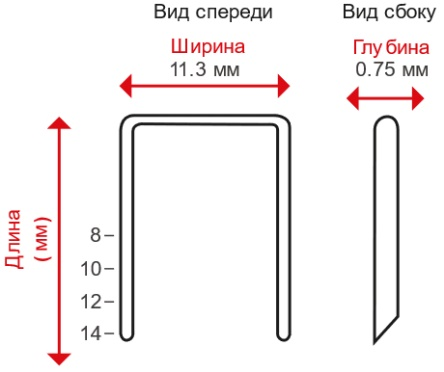 Вид спереди
Вид сбоку
Ширина
11.3 мм
Глубина
0.75 мм
Длина
(мм)
8
10
12
14